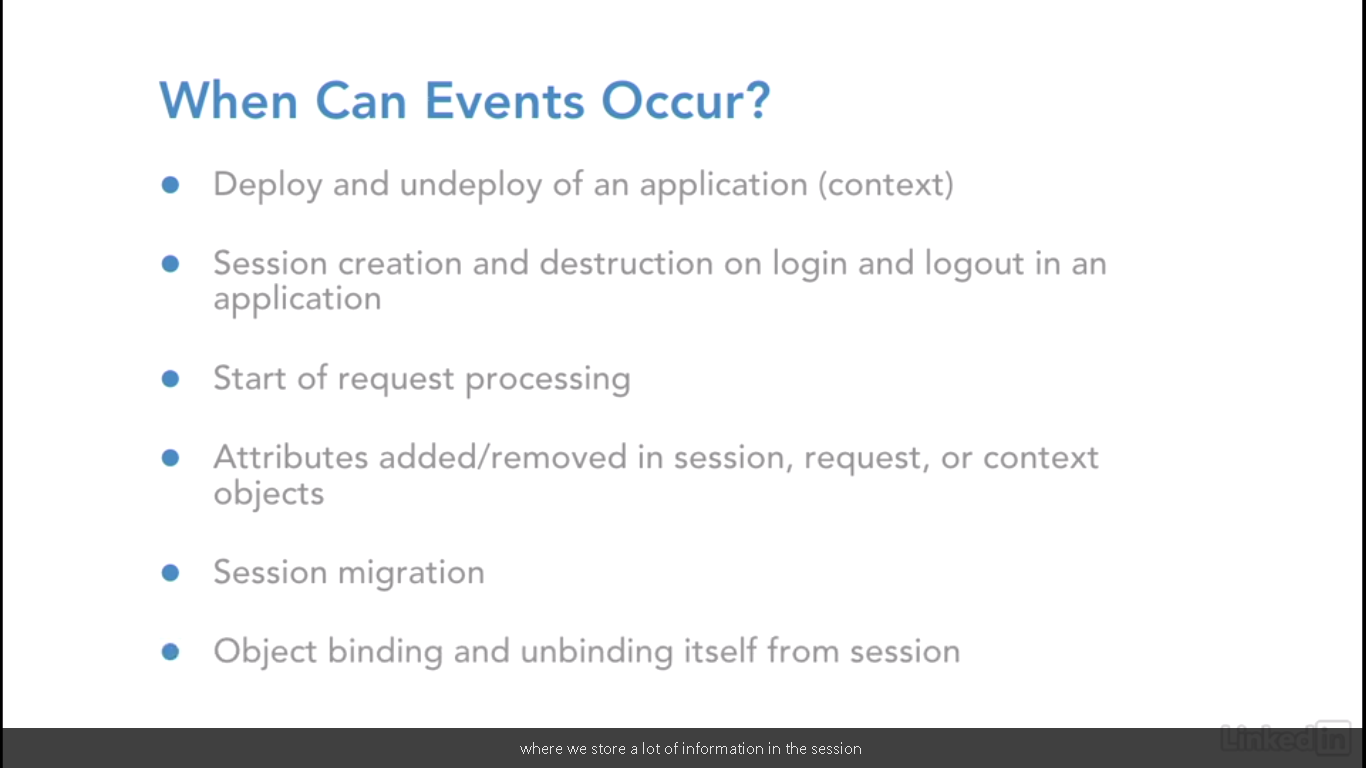 When Can Events Occur?
Deploy and undeploy of an application (context)
Session creation and destruction on login and logout in an
application
Start of request processing
Attributes added/removed in session, request, or context
objects
Session migration
Object binding and unbinding itself from session
Linked in
where we store a lot of information in the session